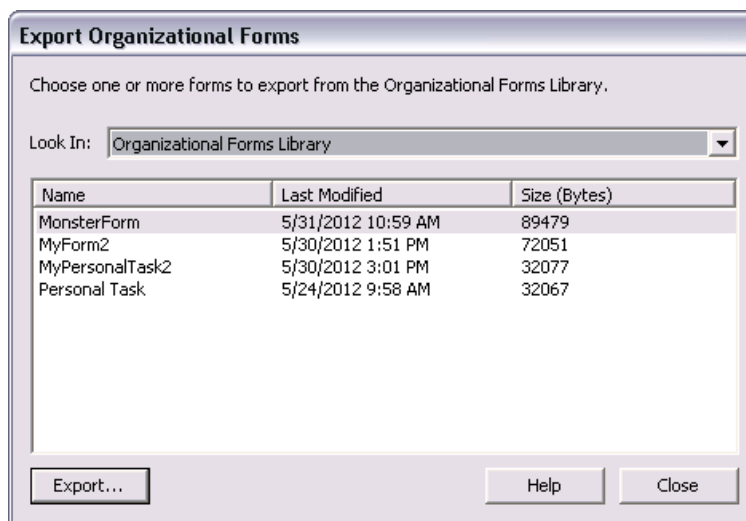 Export Organizational Forms
Choose one or more forms to export from the Organizational Forms Library.
Look In: Organizational Forms Library
Name Last Modified Size (Bytes)
MonsterForm 5/31/2012 10:59 AM 89479
MyForm2 5/30/2012 1:51 PM 72051
MyPersonalTask2 5/30/2012 3:01 PM 32077
Personal Task 5/24/2012 9:58 AM 32067
Export... Help Close